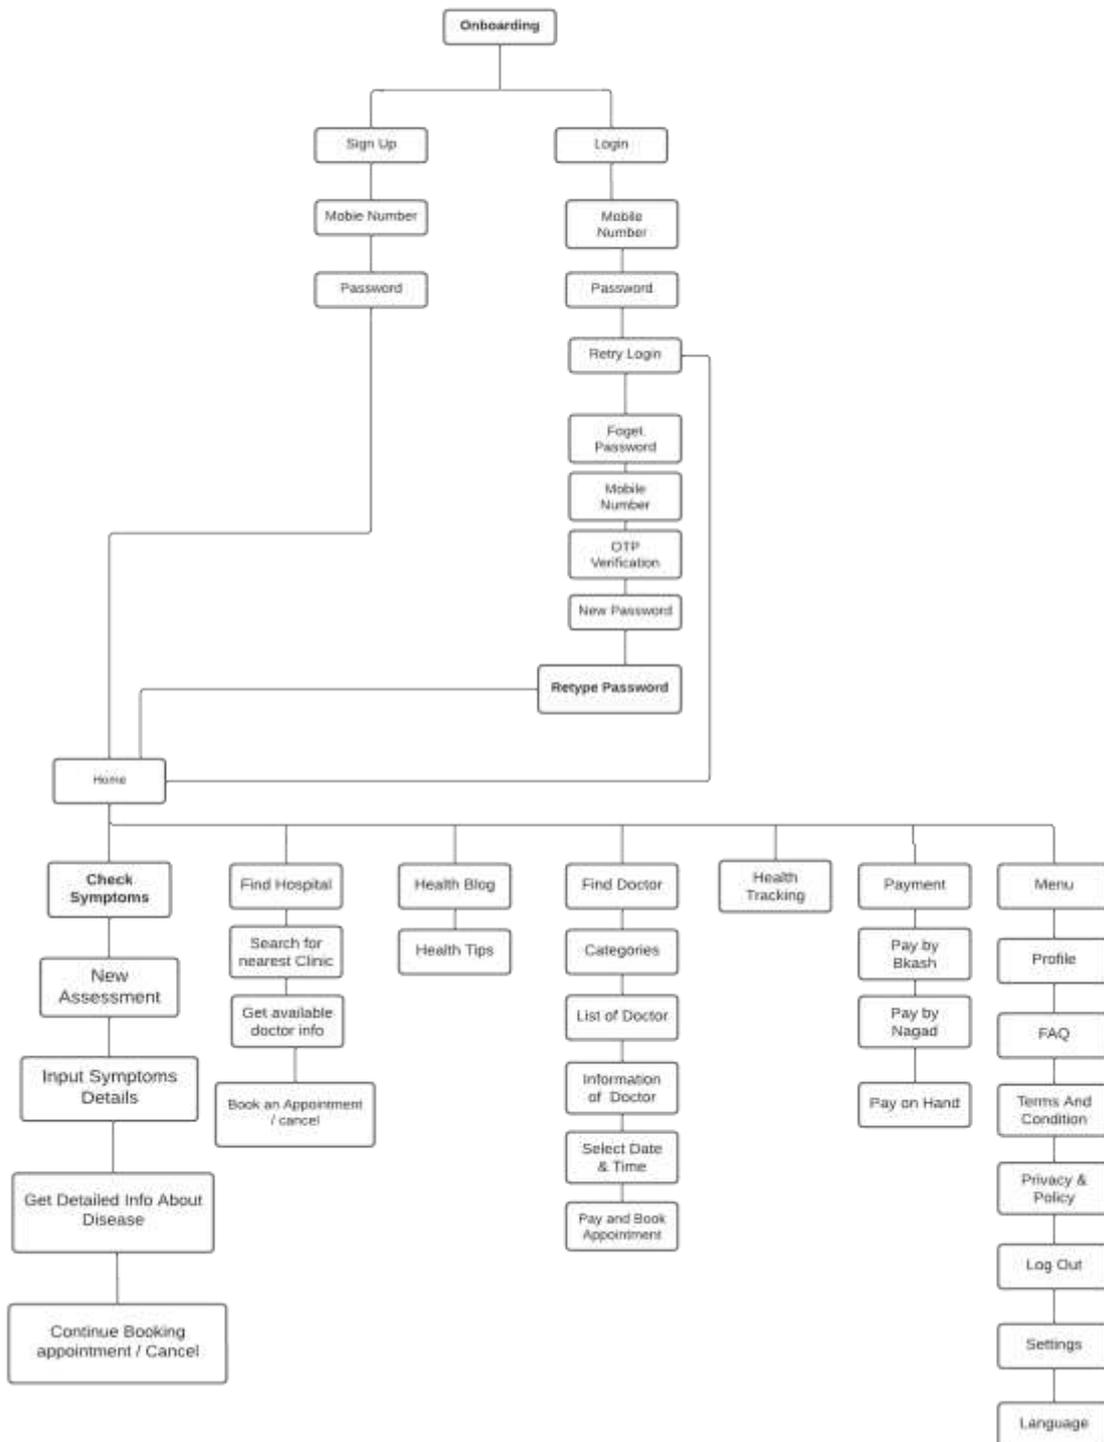 Onboarding
Sign Up
Login
Mobie Number
Mobile
Number
Password
Password
Retry Login
Foget
Password
Mobile
Number
OTP
Verification
New Password
Retype Password
Home
Check
Symptoms
New
Assessment
Input Symptoms
Details
Get Detailed Info About
Disease
Continue Booking
appointment / Cancel
Find Hospital
Search for
nearest Clinic
Get available
doctor info
Book an Appointment
/ cancel
Health Blog
Health Tips
Find Doctor
Categories
List of Doctor
Information
of Doctor
Select Date
& Time
Pay and Book
Appointment
Health
Tracking
Payment
Pay by
Bkash
Pay by
Nagad
Pay on Hand
Menu
Profile
FAQ
Terms And
Condition
Privacy &
Policy
Log Out
Settings
Language